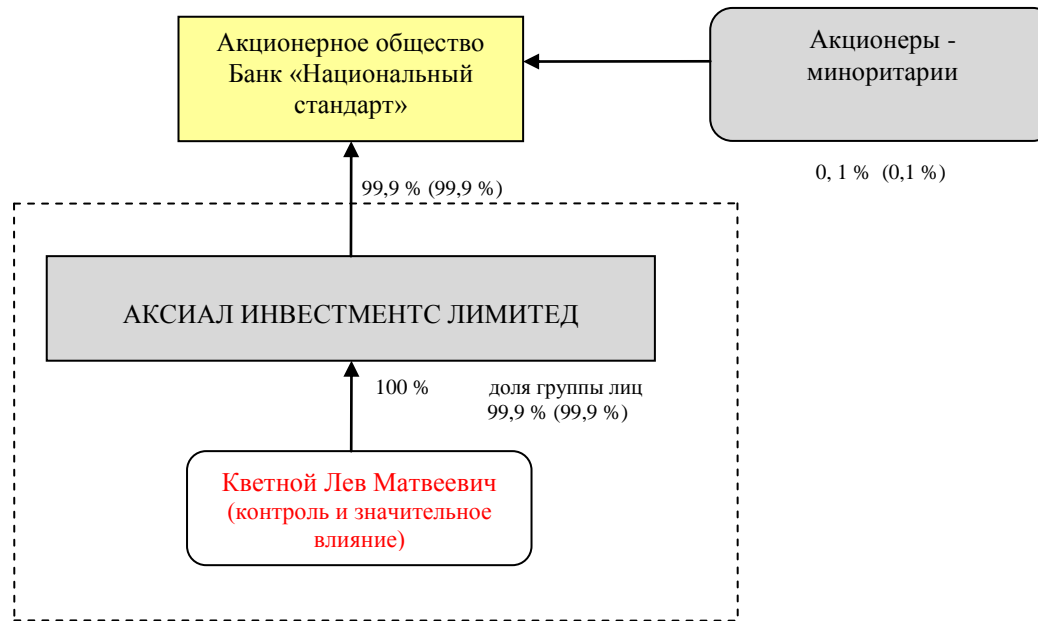 Акционерное общество
Банк «Национальный
стандарт»
Акционеры -
миноритарии
0, 1 % (0,1 %)
99,9 % (99,9 %)
АКСИАЛ ИНВЕСТМЕНТС ЛИМИТЕД
100 %
доля группы лиц
99,9 % (99,9 %)
Кветной Лев Матвеевич
(контроль и значительное
влияние)